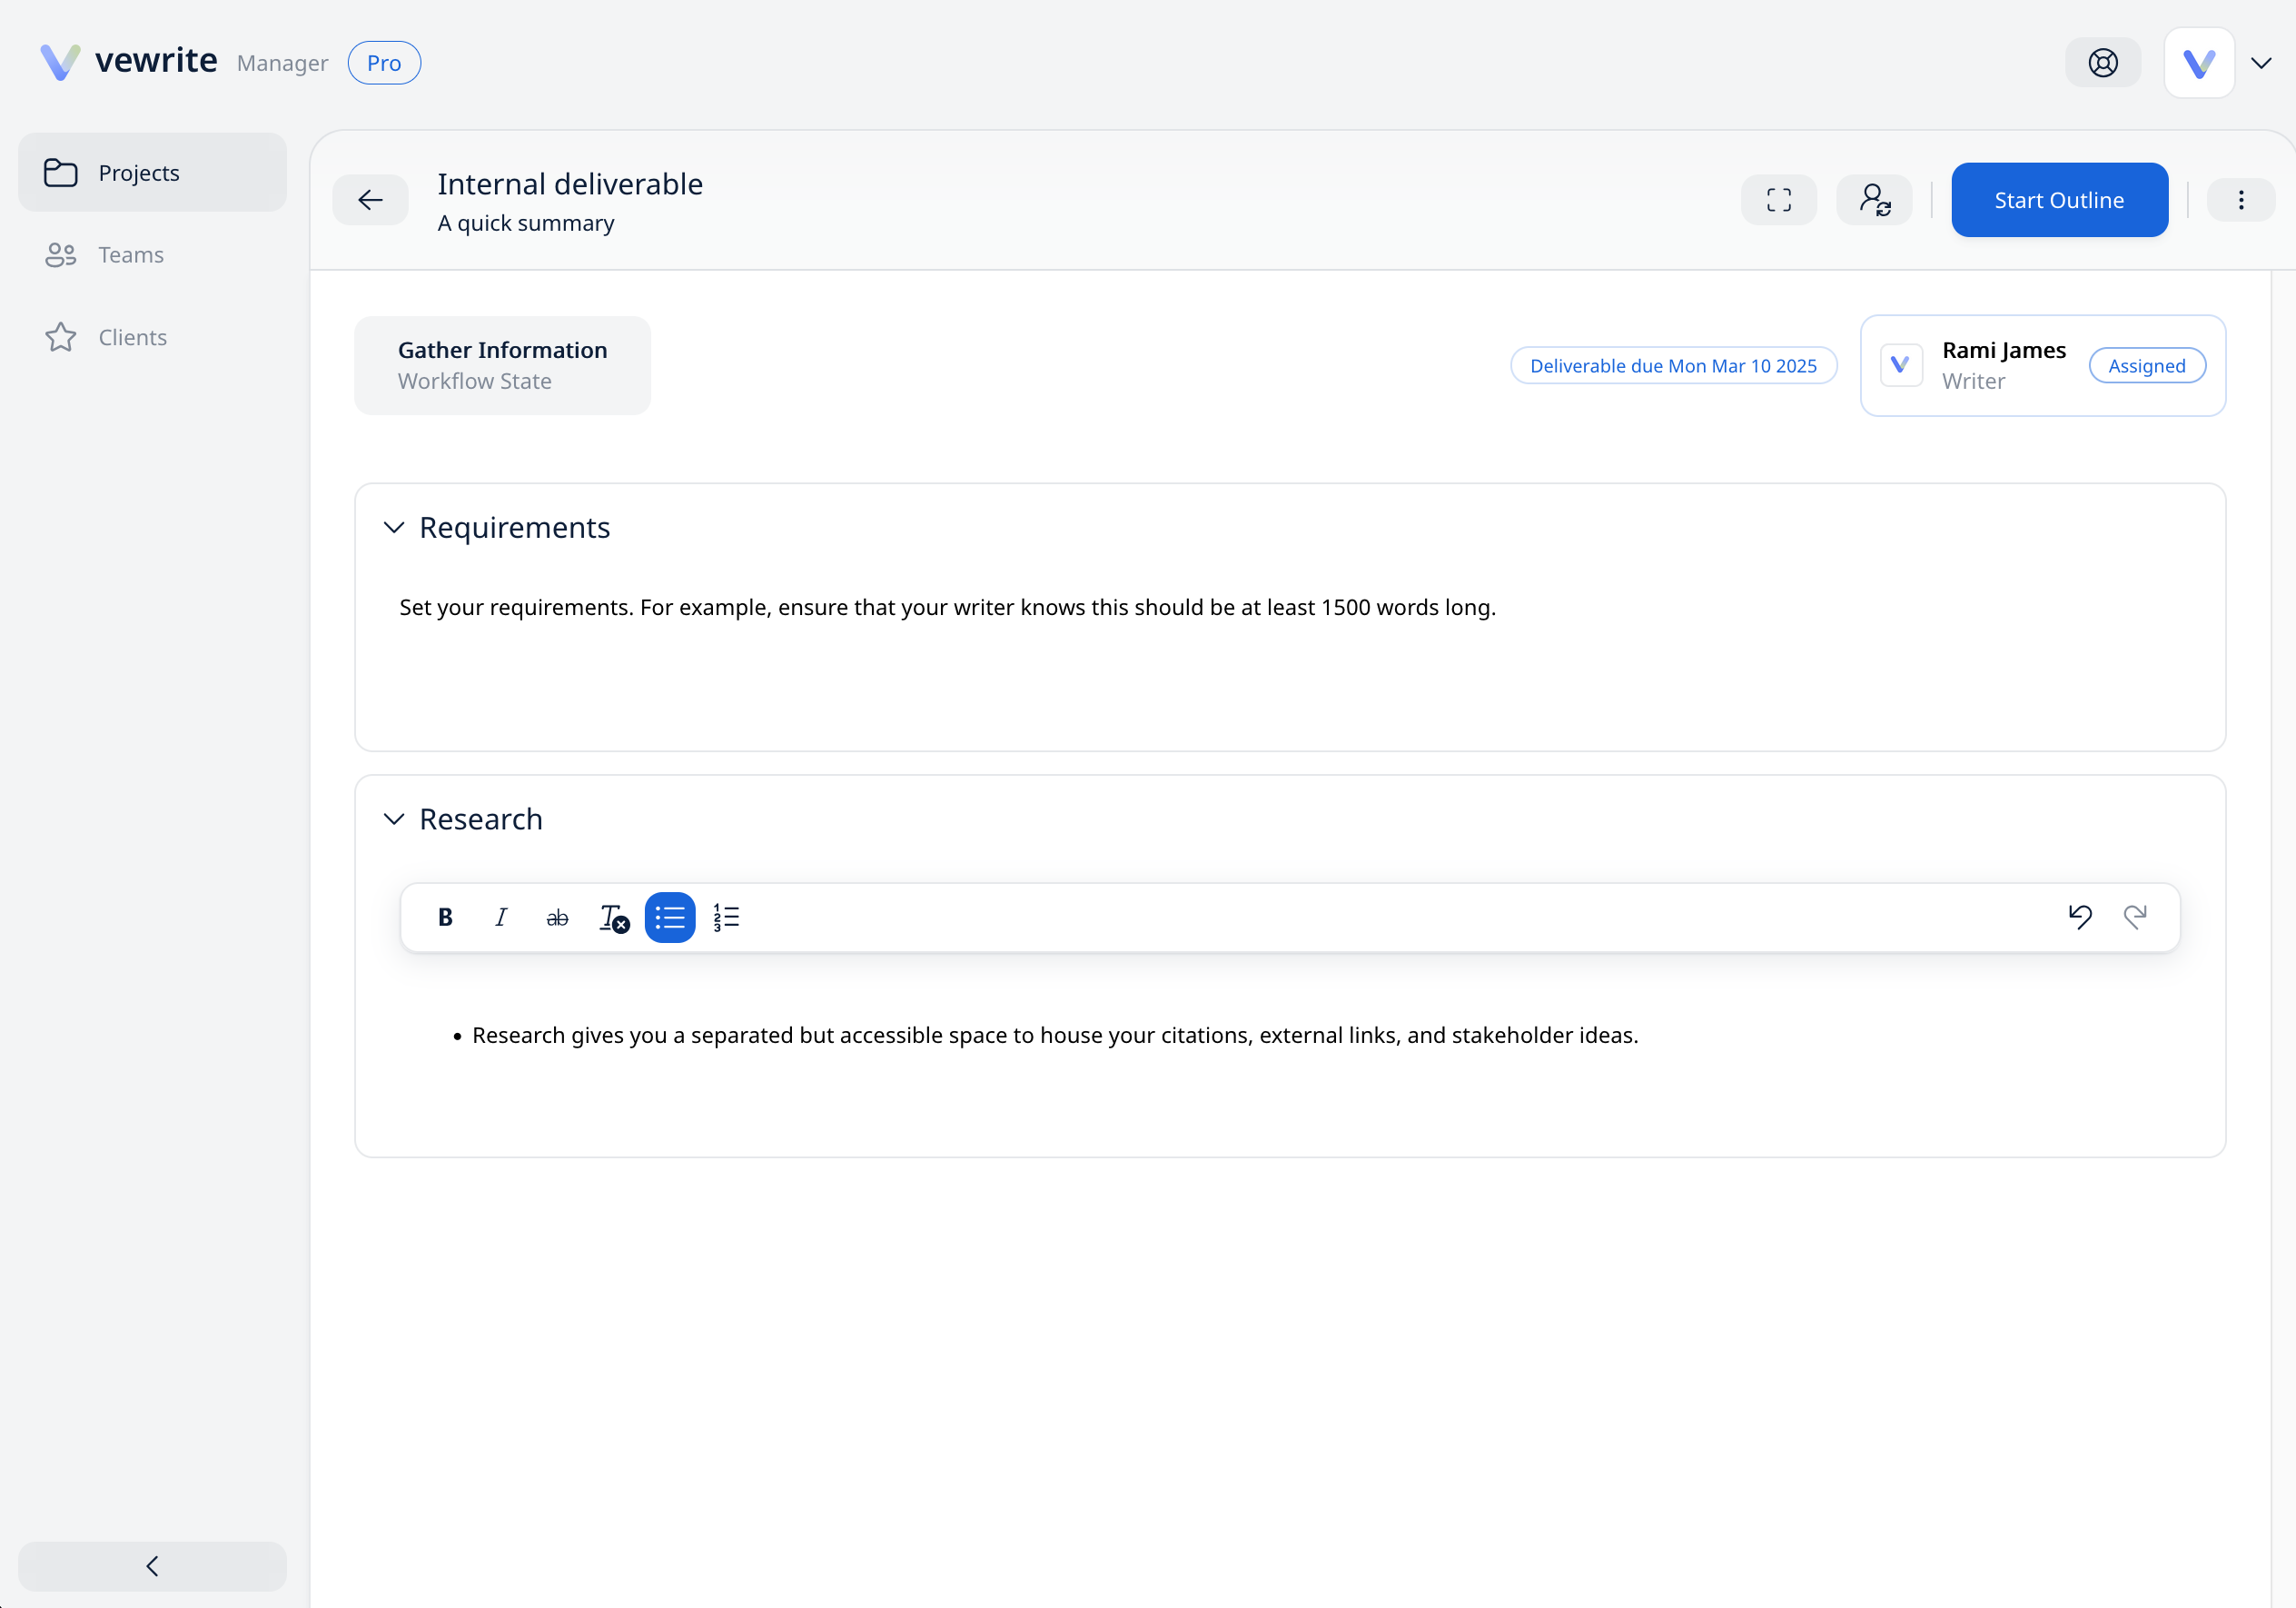 vewrite Manager Pro
Projects
Teams
Clients
Internal deliverable
A quick summary
Start Outline
Gather Information
Workflow State
Deliverable due Mon Mar 10 2025
Rami James
Writer
Assigned
Requirements
Set your requirements. For example, ensure that your writer knows this should be at least 1500 words long.
Research
B I ab T 1 2 3
• Research gives you a separated but accessible space to house your citations, external links, and stakeholder ideas.